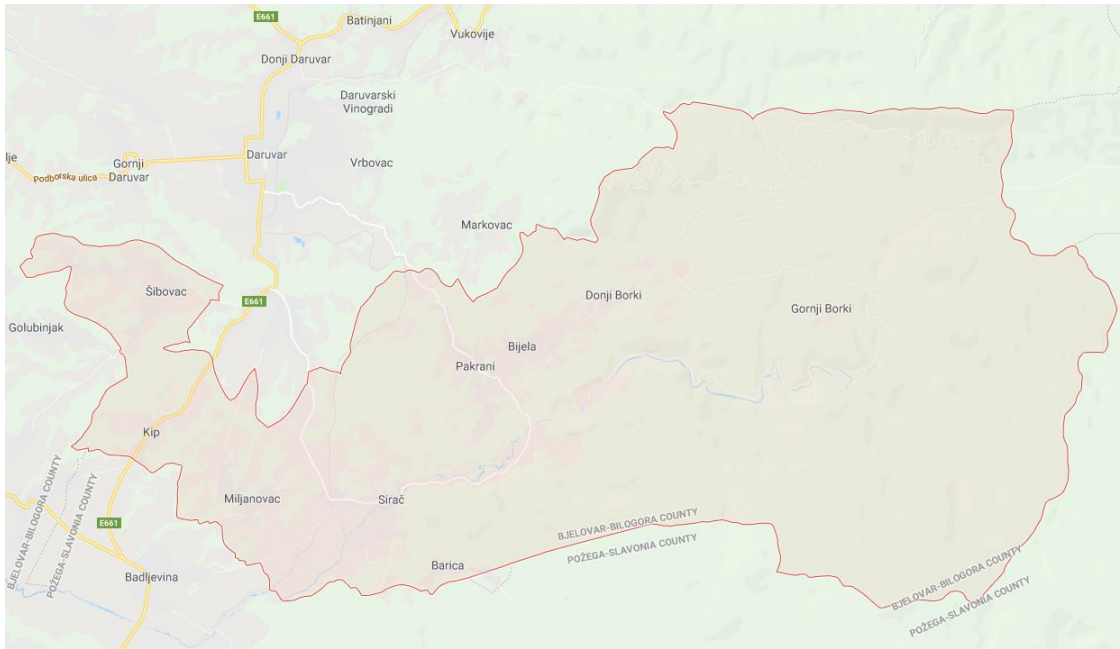 E661
Batinjani
Vukovije
Donji Daruvar
Daruvarski
Vinogradi
lje
Gornji
Daruvar
Daruvar
Vrbovac
Podborska ulica
Markovac
Šibovac
E661
Donji Borki
Gornji Borki
Golubinjak
Bijela
Pakrani
Kip
Miljanovac
Sirač
BJELOVAR-BILOGORA COUNTY
POŽEGA-SLAVONIA COUNTY
E661
BJELOVAR-BILOGORA COUNTY
POŽEGA-SLAVONIA COUNTY
Barica
Badljevina
BJELOVAR-BILOGORA COUNTY
POŽEGA-SLAVONIA COUNTY